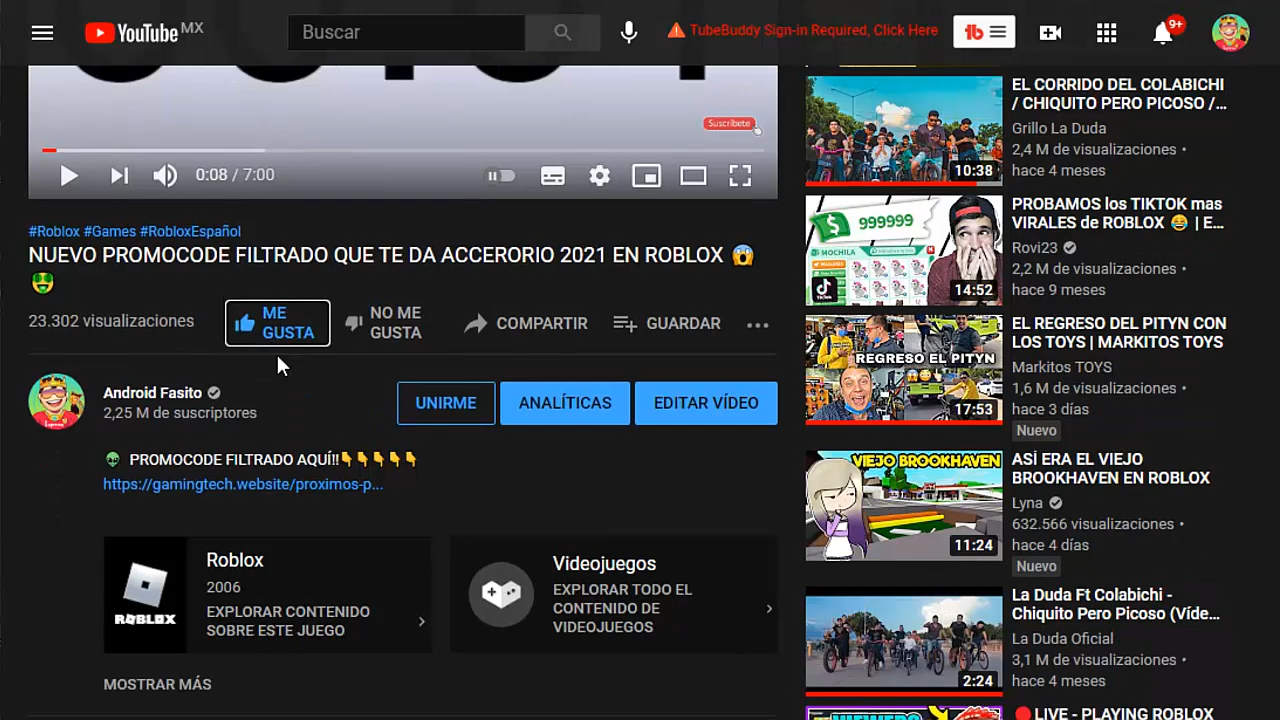 YouTube MX
Buscar
TubeBuddy Sign-in Required, Click Here
tb
9+
Suscríbete
0:08 / 7:00
#Roblox #Games #RobloxEspañol
NUEVO PROMOCODE FILTRADO QUE TE DA ACCERORIO 2021 EN ROBLOX 😱
🤑
23.302 visualizaciones
ME
GUSTA
NO ME
GUSTA
COMPARTIR
GUARDAR
Android Fasito
2,25 M de suscriptores
UNIRME
ANALÍTICAS
EDITAR VÍDEO
👽 PROMOCODE FILTRADO AQUÍ!!👇👇👇👇👇
https://gamingtech.website/proximos-p...
ROBLOX
Roblox
2006
EXPLORAR CONTENIDO
SOBRE ESTE JUEGO
Videojuegos
EXPLORAR TODO EL
CONTENIDO DE
VIDEOJUEGOS
MOSTRAR MÁS
10:38
EL CORRIDO DEL COLABICHI
/ CHIQUITO PERO PICOSO /...
Grillo La Duda
2,4 M de visualizaciones •
hace 4 meses
999999
MOCHILA
TikTok
14:52
PROBAMOS los TIKTOK mas
VIRALES de ROBLOX 😂 | E...
Rovi23
2,2 M de visualizaciones •
hace 9 meses
REGRESO EL PITYN
17:53
EL REGRESO DEL PITYN CON
LOS TOYS | MARKITOS TOYS
Markitos TOYS
1,6 M de visualizaciones •
hace 3 días
Nuevo
VIEJO BROOKHAVEN
11:24
ASÍ ERA EL VIEJO
BROOKHAVEN EN ROBLOX
Lyna
632.566 visualizaciones •
hace 4 días
Nuevo
2:24
La Duda Ft Colabichi -
Chiquito Pero Picoso (Víde...
La Duda Oficial
3,1 M de visualizaciones •
hace 4 meses
🔴LIVE - PLAYING ROBLOX